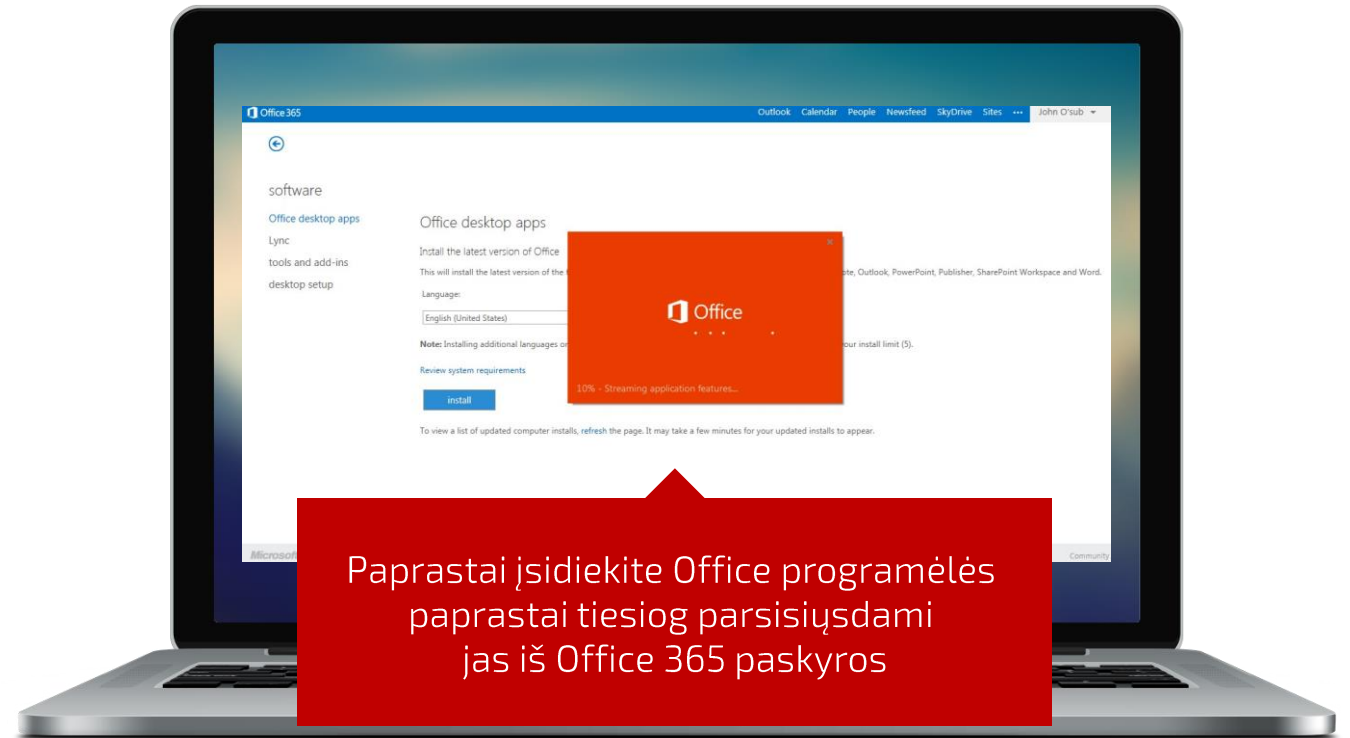 Office 365
Outlook Calendar People Newsfeed SkyDrive Sites ••• John O'sub
software
Office desktop apps
Lync
tools and add-ins
desktop setup
Office desktop apps
Install the latest version of Office
This will install the latest version of the
Outlook, PowerPoint, Publisher, SharePoint Workspace and Word.
Language:
English (United States)
Note: Installing additional languages
install limit (5).
Review system requirements
install
To view a list of updated computer installs, refresh the page. It may take a few minutes for your updated installs to appear.
Office
10% - Streaming application features...
Community
Paprastai įsidiekite Office programėlės
paprastai tiesiog parsisiųsdami
jas iš Office 365 paskyros